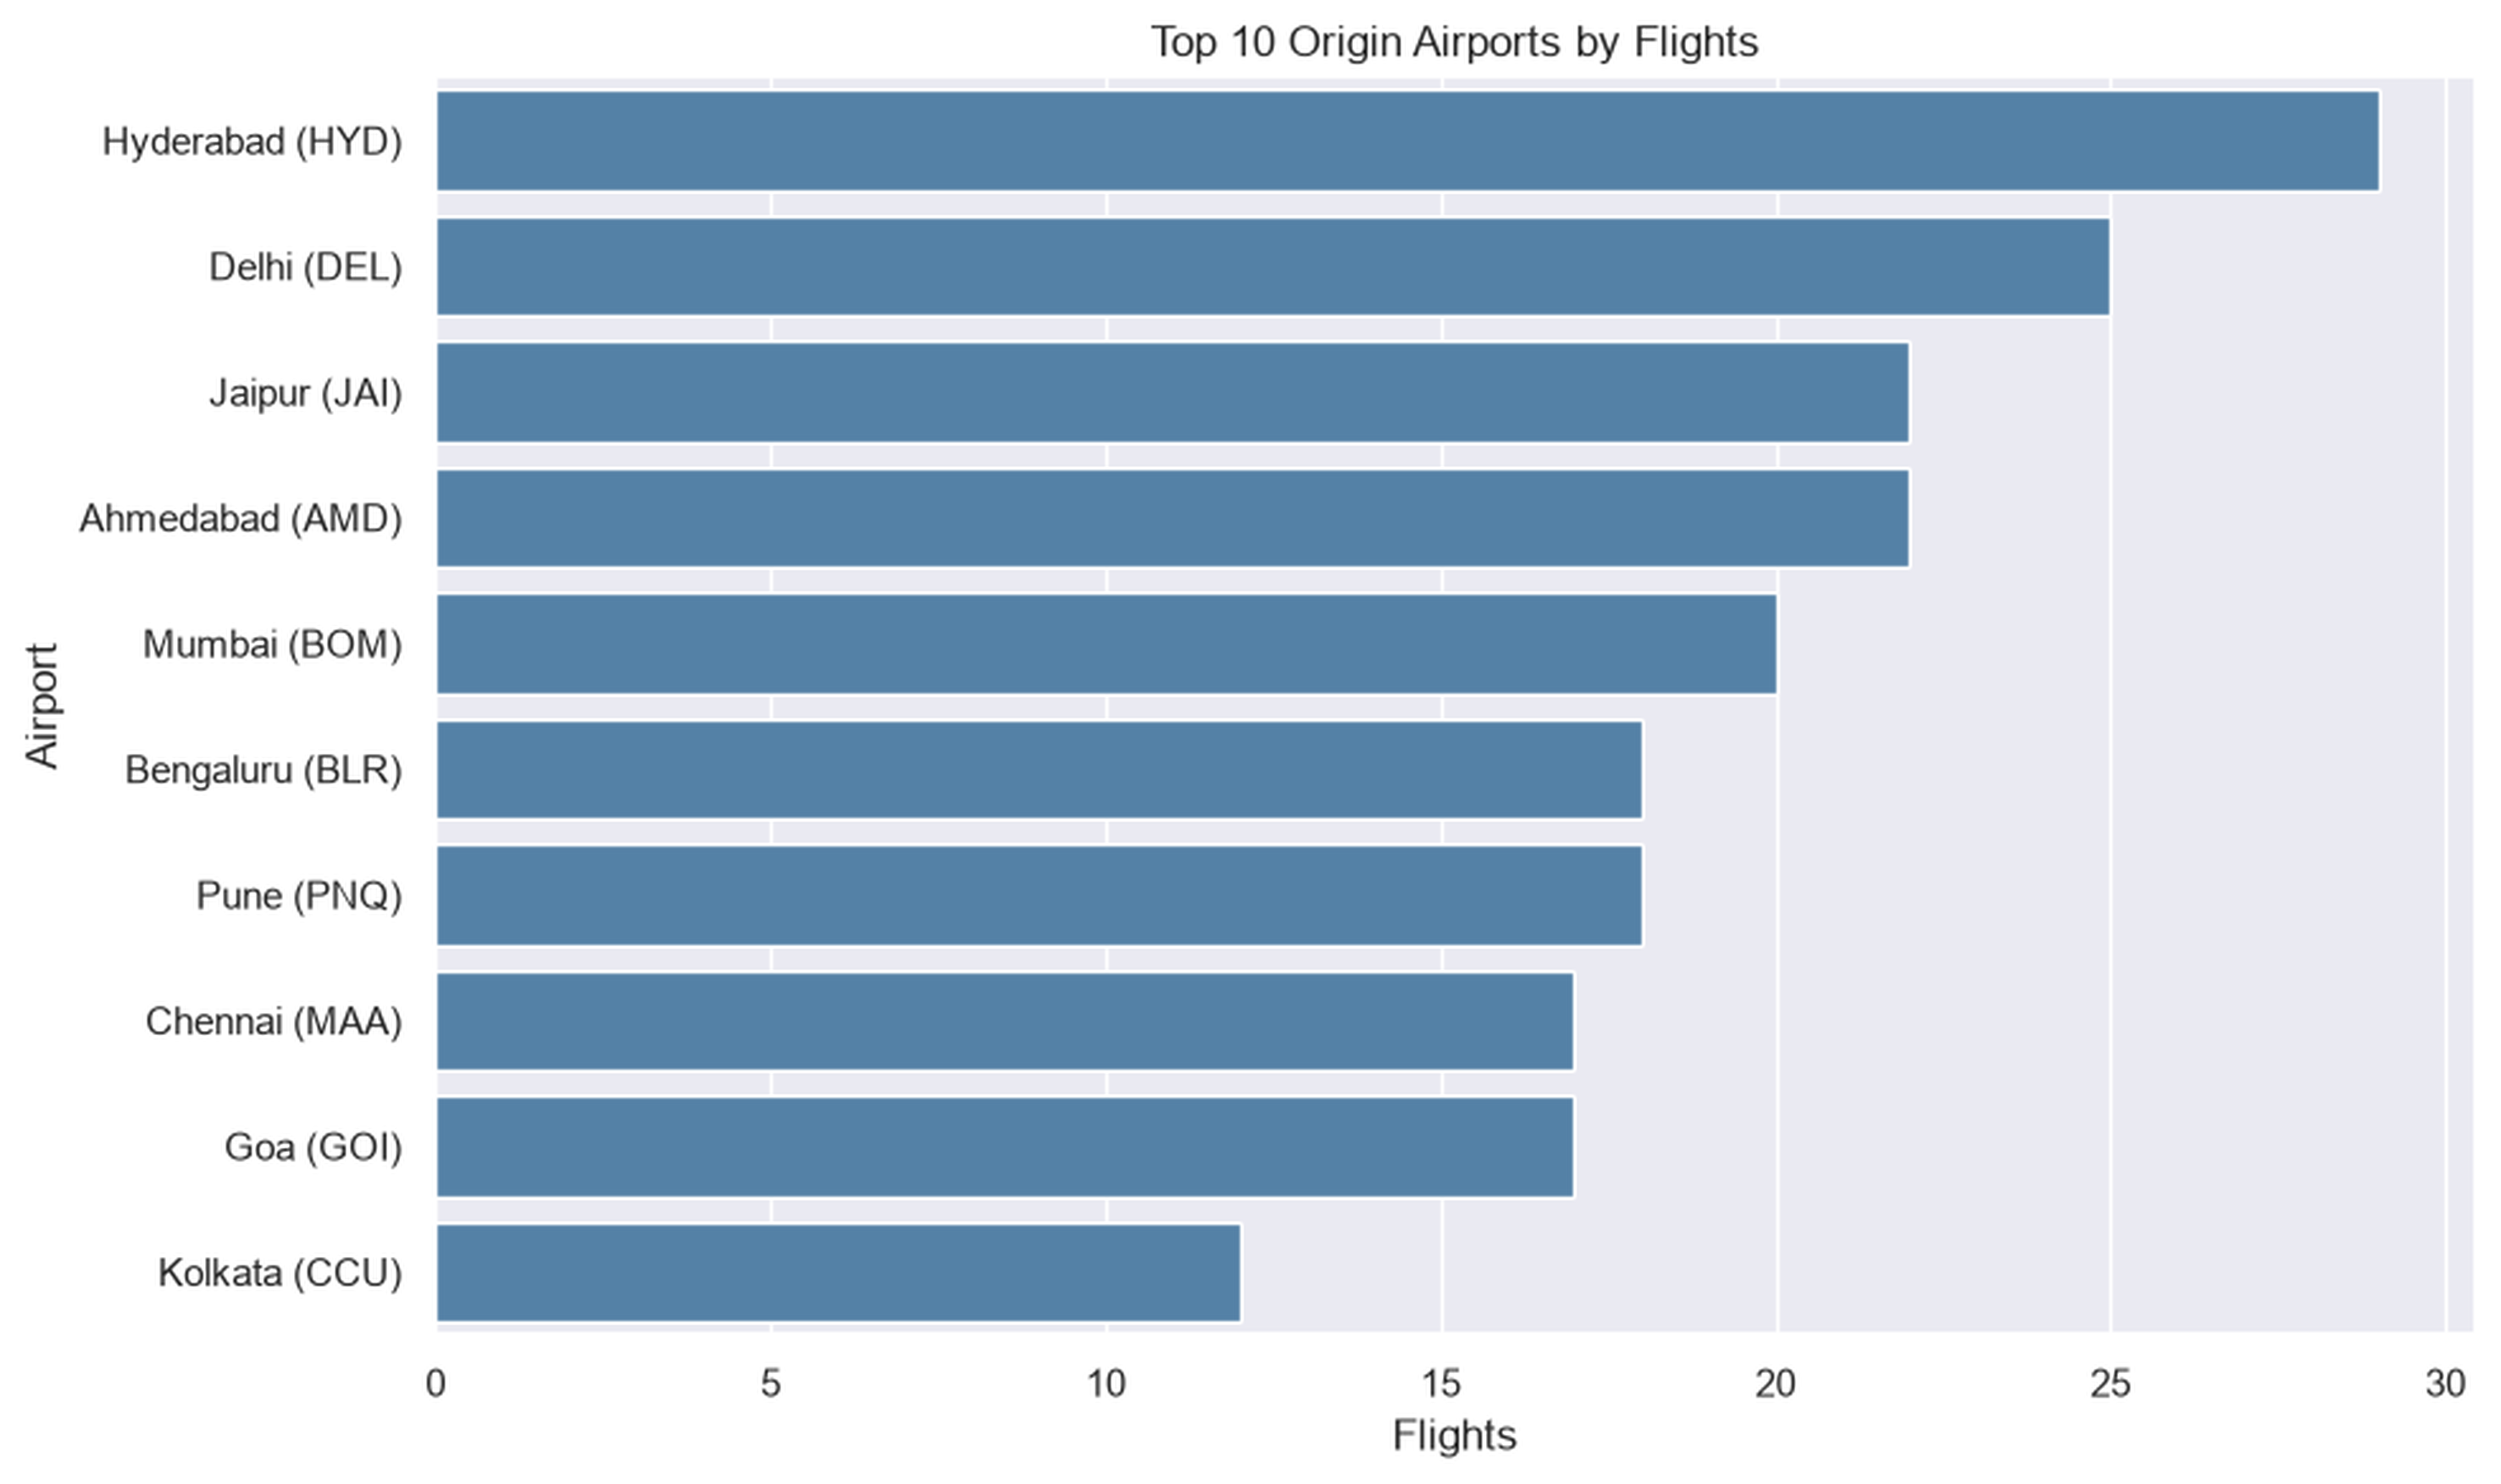 Top 10 Origin Airports by Flights
Hyderabad (HYD)
Delhi (DEL)
Jaipur (JAI)
Ahmedabad (AMD)
Mumbai (BOM)
Bengaluru (BLR)
Pune (PNQ)
Chennai (MAA)
Goa (GOI)
Kolkata (CCU)
Airport
0 5 10 15 20 25 30
Flights